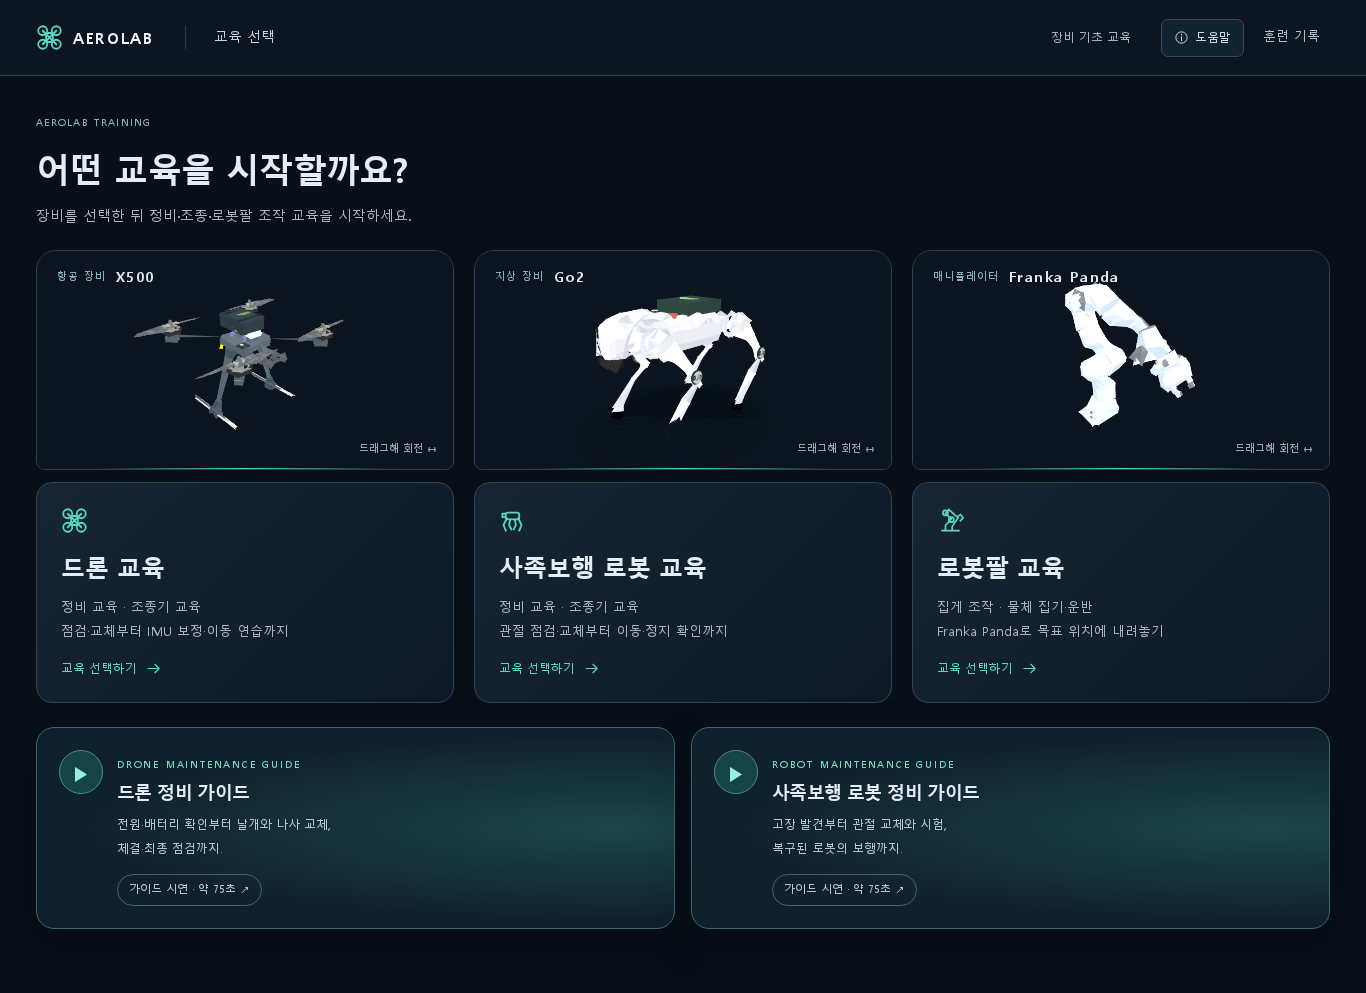 AEROLAB
교육 선택
장비 기초 교육
도움말
훈련 기록
AEROLAB TRAINING
어떤 교육을 시작할까요?
장비를 선택한 뒤 정비·조종·로봇팔 조작 교육을 시작하세요.
항공 장비 X500
드래그해 회전 ↔
지상 장비 Go2
드래그해 회전 ↔
매니퓰레이터 Franka Panda
드래그해 회전 ↔
드론 교육
정비 교육 · 조종기 교육
점검·교체부터 IMU 보정·이동 연습까지
교육 선택하기 →
사족보행 로봇 교육
정비 교육 · 조종기 교육
관절 점검·교체부터 이동·정지 확인까지
교육 선택하기 →
로봇팔 교육
집게 조작 · 물체 집기·운반
Franka Panda로 목표 위치에 내려놓기
교육 선택하기 →
DRONE MAINTENANCE GUIDE
드론 정비 가이드
전원·배터리 확인부터 날개와 나사 교체,
체결·최종 점검까지.
가이드 시연 · 약 75초 ↗
ROBOT MAINTENANCE GUIDE
사족보행 로봇 정비 가이드
고장 발견부터 관절 교체와 시험,
복구된 로봇의 보행까지.
가이드 시연 · 약 75초 ↗